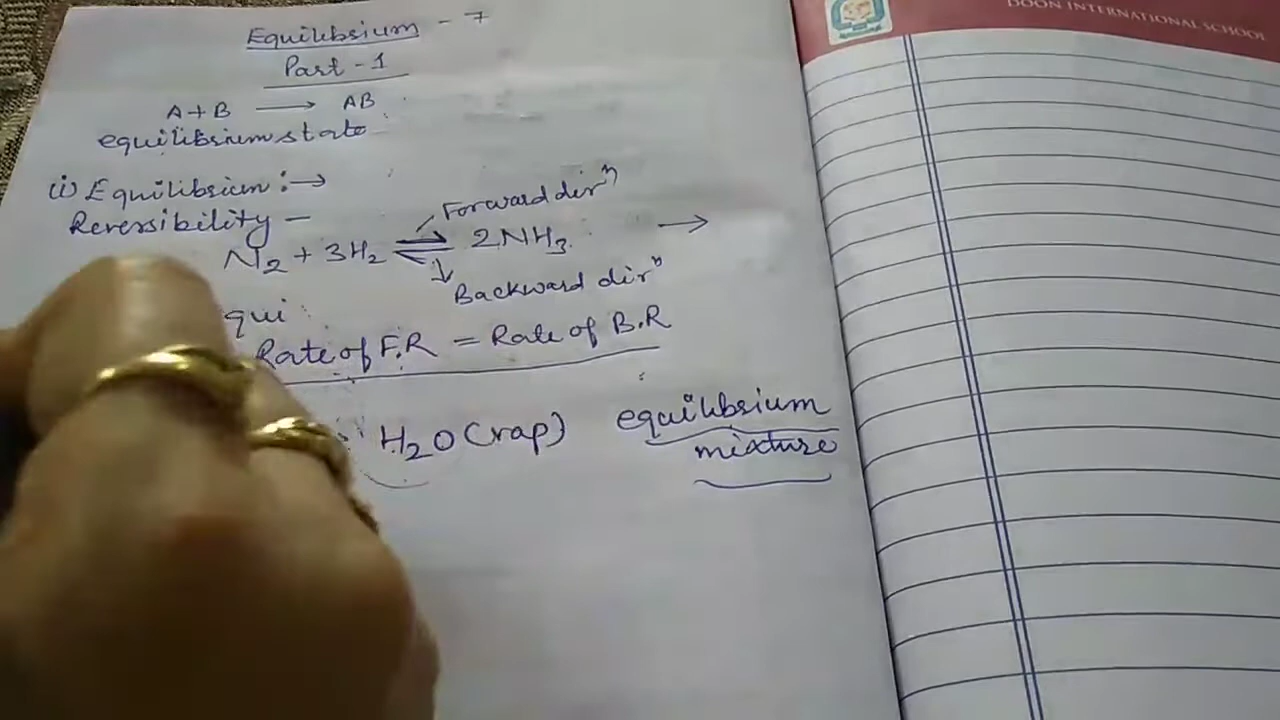 Equilibrium - 7
Part - 1
A + B ⟶ AB
equilibrium state
(i) Equilibrium :→
Reversibility –
Forward dirⁿ
N₂ + 3H₂ ⇌ 2NH₃ ⟶
Backward dirⁿ
qui
Rate of F.R = Rate of B.R
H₂O (vap) equilibrium
mixture
DOON INTERNATIONAL SCHOOL